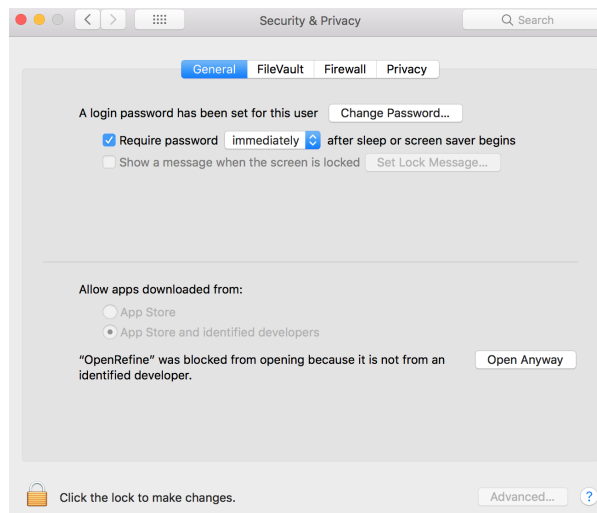 Security & Privacy
Search
General FileVault Firewall Privacy
A login password has been set for this user Change Password...
Require password immediately after sleep or screen saver begins
Show a message when the screen is locked Set Lock Message...
Allow apps downloaded from:
App Store
App Store and identified developers
“OpenRefine” was blocked from opening because it is not from an Open Anyway
identified developer.
Click the lock to make changes. Advanced... ?